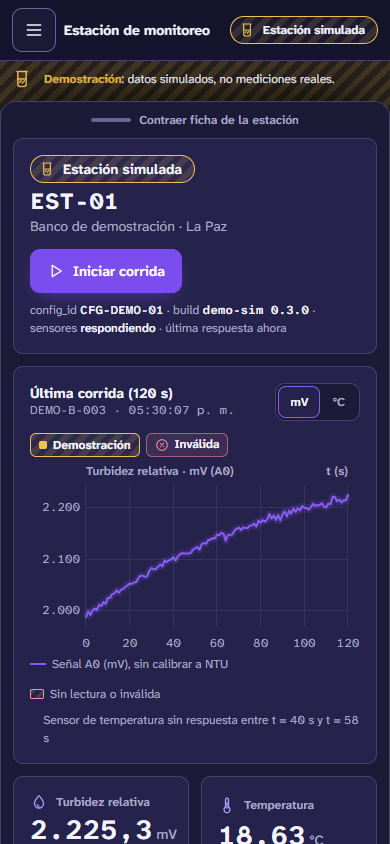 Estación de monitoreo
Estación simulada
Demostración: datos simulados, no mediciones reales.
Contraer ficha de la estación
Estación simulada
EST-01
Banco de demostración · La Paz
Iniciar corrida
config_id CFG-DEMO-01 · build demo-sim 0.3.0 ·
sensores respondiendo · última respuesta ahora
Última corrida (120 s)
DEMO-B-003 · 05:30:07 p. m.
mV
°C
Demostración
Inválida
Turbidez relativa · mV (A0)
t (s)
2.200
2.100
2.000
0 20 40 60 80 100 120
Señal A0 (mV), sin calibrar a NTU
Sin lectura o inválida
Sensor de temperatura sin respuesta entre t = 40 s y t = 58
s
Turbidez relativa
2.225,3 mV
Temperatura
18.63 °C